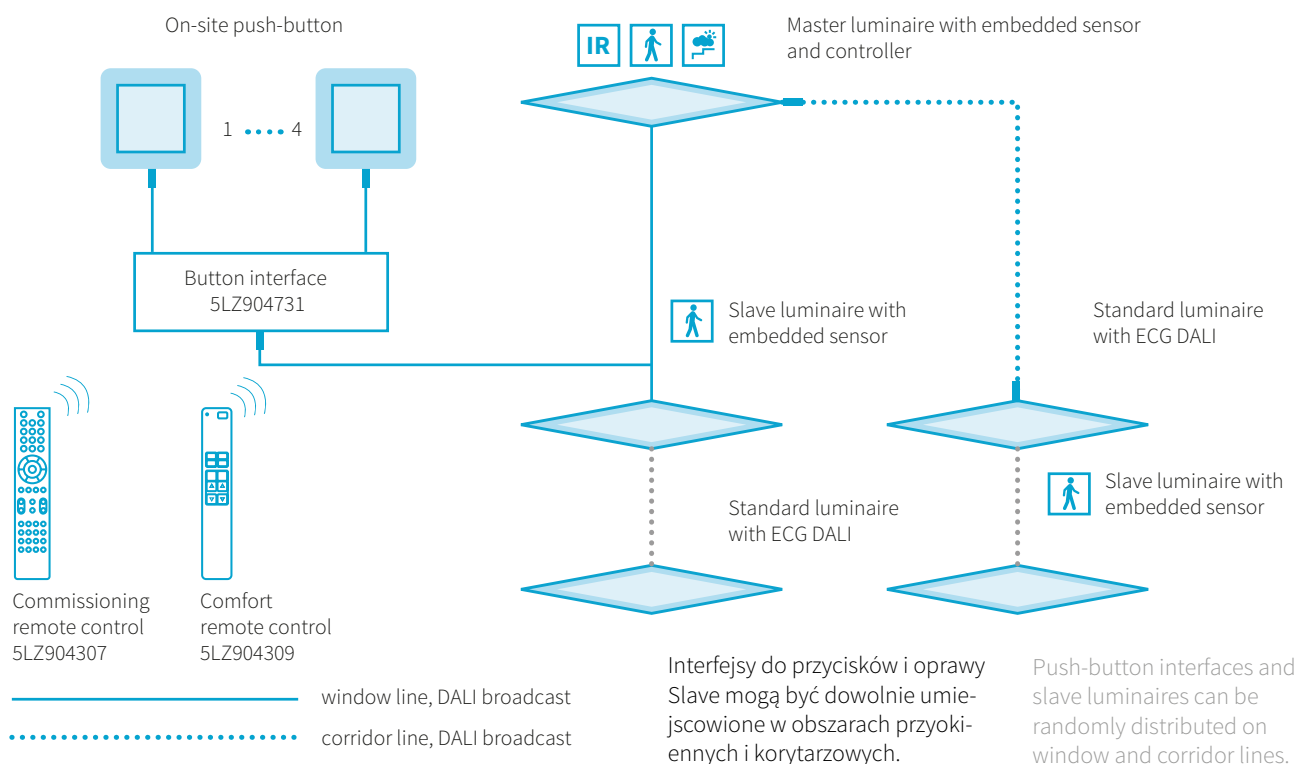 On-site push-button
1
4
IR
Master luminaire with embedded sensor
and controller
Button interface
5LZ904731
Slave luminaire with
embedded sensor
Standard luminaire
with ECG DALI
Standard luminaire
with ECG DALI
Slave luminaire with
embedded sensor
Commissioning
remote control
5LZ904307
Comfort
remote control
5LZ904309
window line, DALI broadcast
corridor line, DALI broadcast
Interfejsy do przycisków i oprawy
Slave mogą być dowolnie umie-
jscowione w obszarach przyoki-
ennych i korytarzowych.
Push-button interfaces and
slave luminaires can be
randomly distributed on
window and corridor lines.